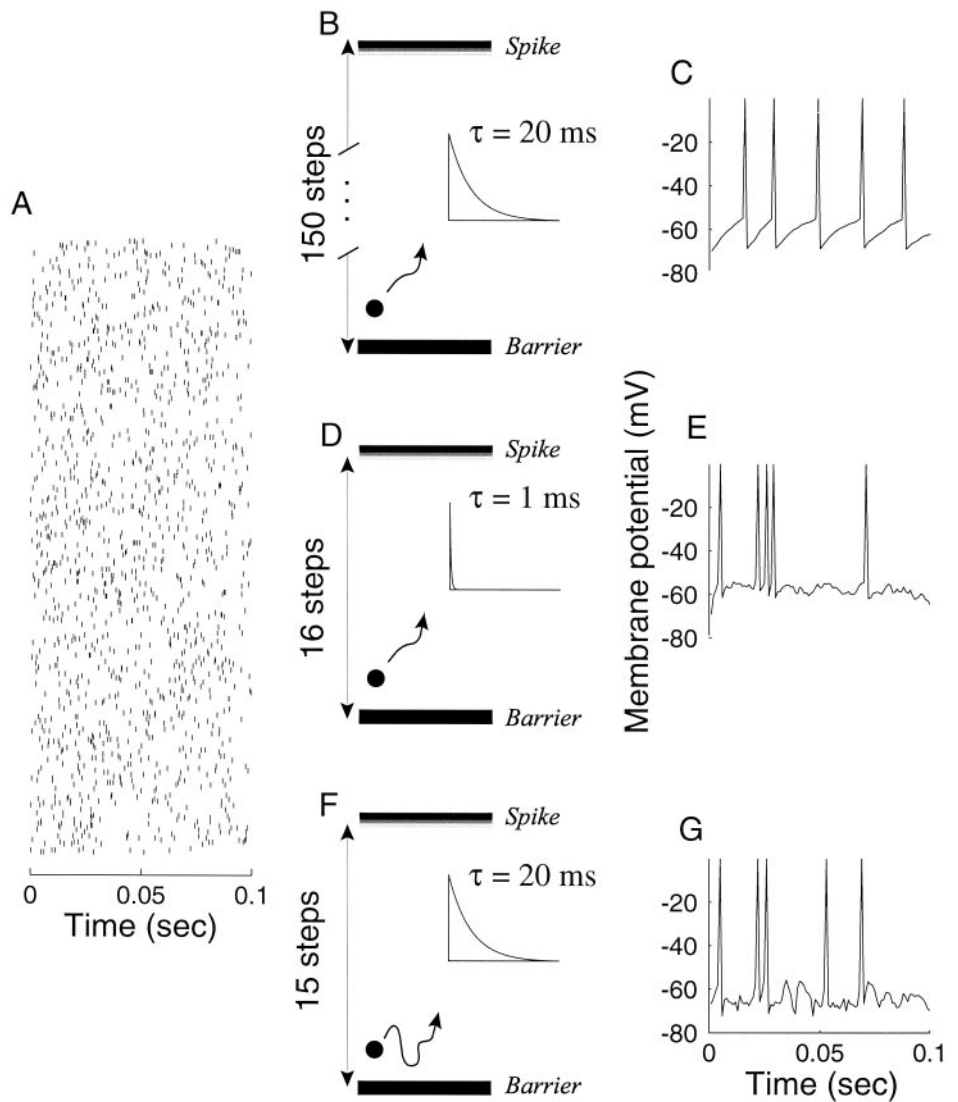 A
0
0.05
0.1
Time (sec)
B
Spike
150 steps
τ = 20 ms
Barrier
C
-20
-40
-60
-80
D
Spike
16 steps
τ = 1 ms
Barrier
Membrane potential (mV)
E
-20
-40
-60
-80
F
Spike
15 steps
τ = 20 ms
Barrier
G
-20
-40
-60
-80
0
0.05
0.1
Time (sec)